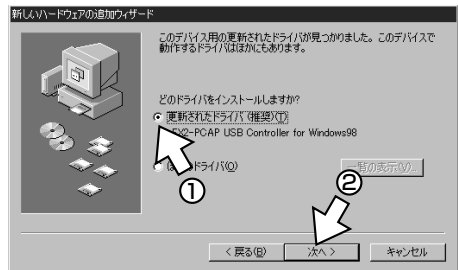 新しいハードウェアの追加ウィザード
このデバイス用の更新されたドライバが見つかりました。このデバイスで
動作するドライバはほかにもあります。
どのドライバをインストールしますか?
更新されたドライバ(推奨)(T)
EX2-PCAP USB Controller for Windows98
ドライバ(O)
一覧の表示(V)...
①
②
< 戻る(B)
次へ >
キャンセル